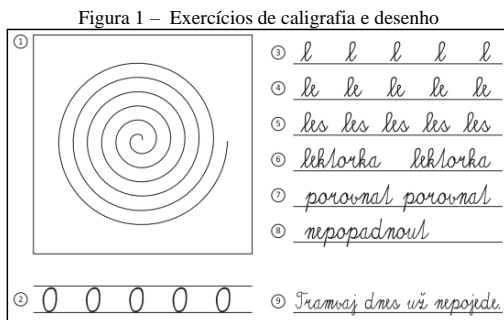 Figura 1 – Exercícios de caligrafia e desenho
1
3 l l l l l
4 le le le le le
5 les les les les les
6 lektorka lektorka
7 porovnat porovnat
8 nepopadnout
2 0 0 0 0 0
9 Tramvaj dnes už nepojede.